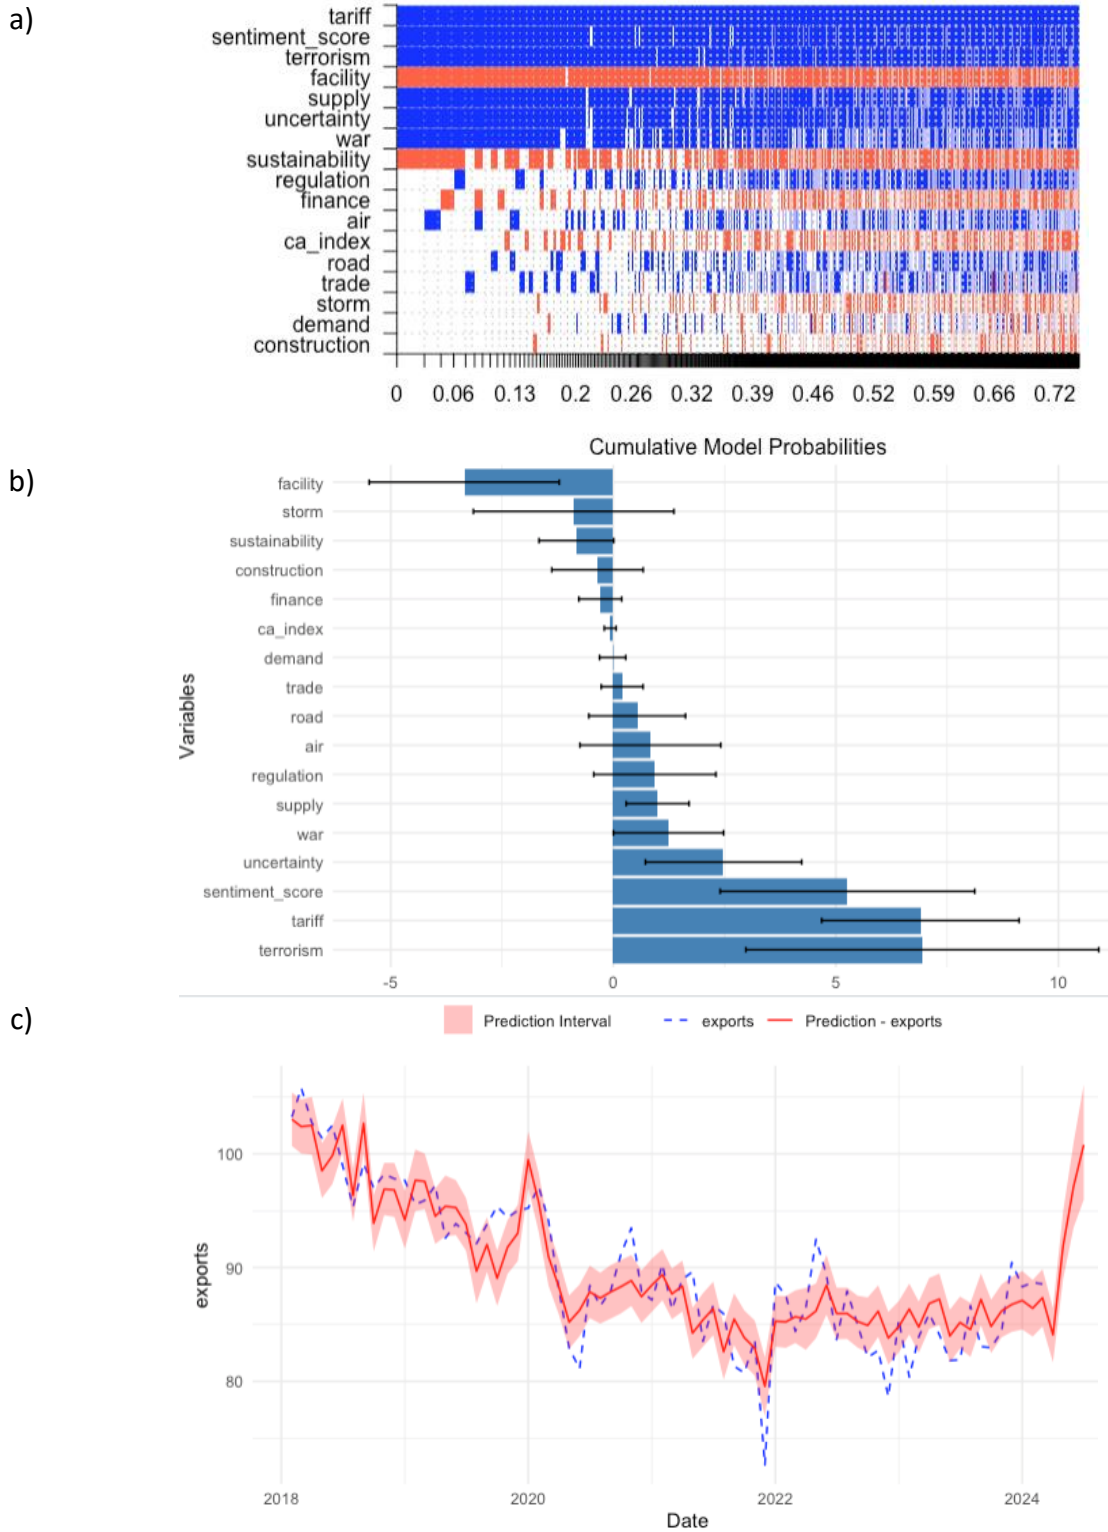 a)
tariff
sentiment_score
terrorism
facility
supply
uncertainty
war
sustainability
regulation
finance
air
ca_index
road
trade
storm
demand
construction
0 0.06 0.13 0.2 0.26 0.32 0.39 0.46 0.52 0.59 0.66 0.72
Cumulative Model Probabilities
b)
Variables
facility
storm
sustainability
construction
finance
ca_index
demand
trade
road
air
regulation
supply
war
uncertainty
sentiment_score
tariff
terrorism
-5 0 5 10
c)
Prediction Interval exports Prediction - exports
exports
100
90
80
2018 2020 2022 2024
Date